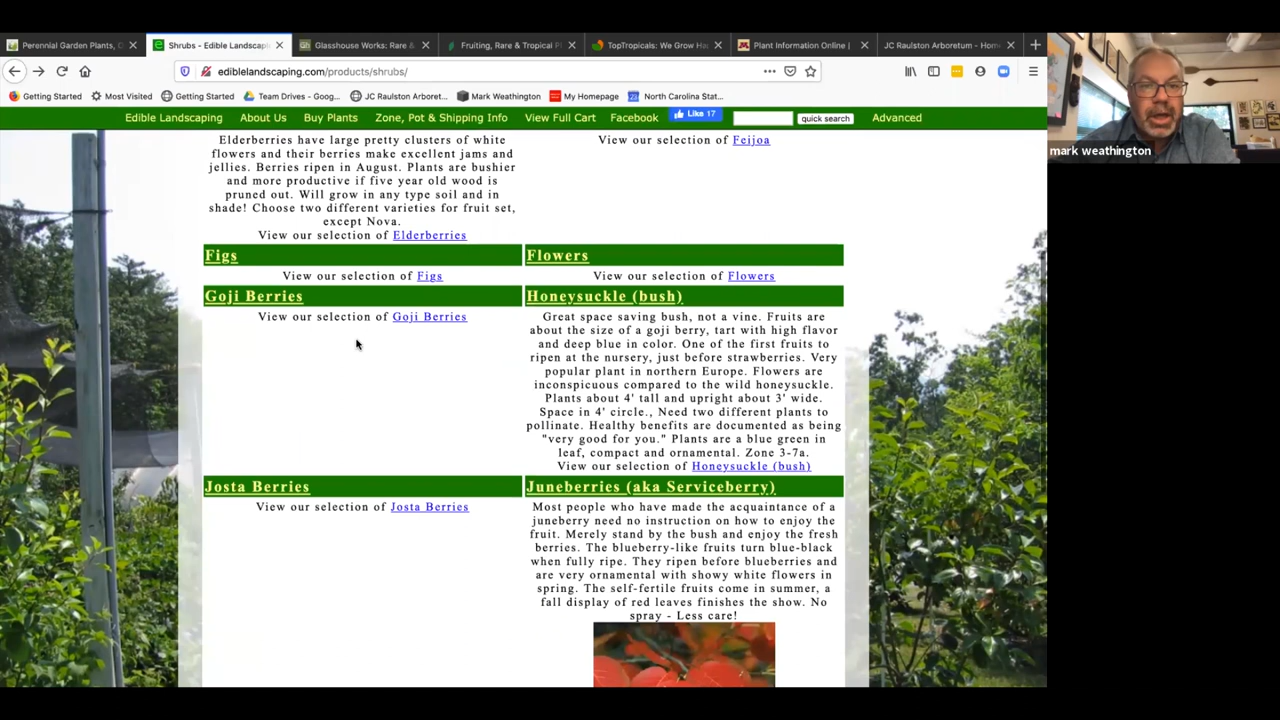 Perennial Garden Plants, D
Shrubs - Edible Landscapi
Glasshouse Works: Rare &
Fruiting, Rare & Tropical P
TopTropicals: We Grow Ha
Plant Information Online |
JC Raulston Arboretum - Hom
ediblelandscaping.com/products/shrubs/
Getting Started
Most Visited
Getting Started
Team Drives - Goog...
JC Raulston Arboret...
Mark Weathington
My Homepage
North Carolina Stat...
Edible Landscaping
About Us
Buy Plants
Zone, Pot & Shipping Info
View Full Cart
Facebook
Like 17
quick search
Advanced
mark weathington
Elderberries have large pretty clusters of white
flowers and their berries make excellent jams and
jellies. Berries ripen in August. Plants are bushier
and more productive if five year old wood is
pruned out. Will grow in any type soil and in
shade! Choose two different varieties for fruit set,
except Nova.
View our selection of Elderberries
View our selection of Feijoa
Figs
View our selection of Figs
Flowers
View our selection of Flowers
Goji Berries
View our selection of Goji Berries
Honeysuckle (bush)
Great space saving bush, not a vine. Fruits are
about the size of a goji berry, tart with high flavor
and deep blue in color. One of the first fruits to
ripen at the nursery, just before strawberries. Very
popular plant in northern Europe. Flowers are
inconspicuous compared to the wild honeysuckle.
Plants about 4' tall and upright about 3' wide.
Space in 4' circle., Need two different plants to
pollinate. Healthy benefits are documented as being
"very good for you." Plants are a blue green in
leaf, compact and ornamental. Zone 3-7a.
View our selection of Honeysuckle (bush)
Josta Berries
View our selection of Josta Berries
Juneberries (aka Serviceberry)
Most people who have made the acquaintance of a
juneberry need no instruction on how to enjoy the
fruit. Merely stand by the bush and enjoy the fresh
berries. The blueberry-like fruits turn blue-black
when fully ripe. They ripen before blueberries and
are very ornamental with showy white flowers in
spring. The self-fertile fruits come in summer, a
fall display of red leaves finishes the show. No
spray - Less care!